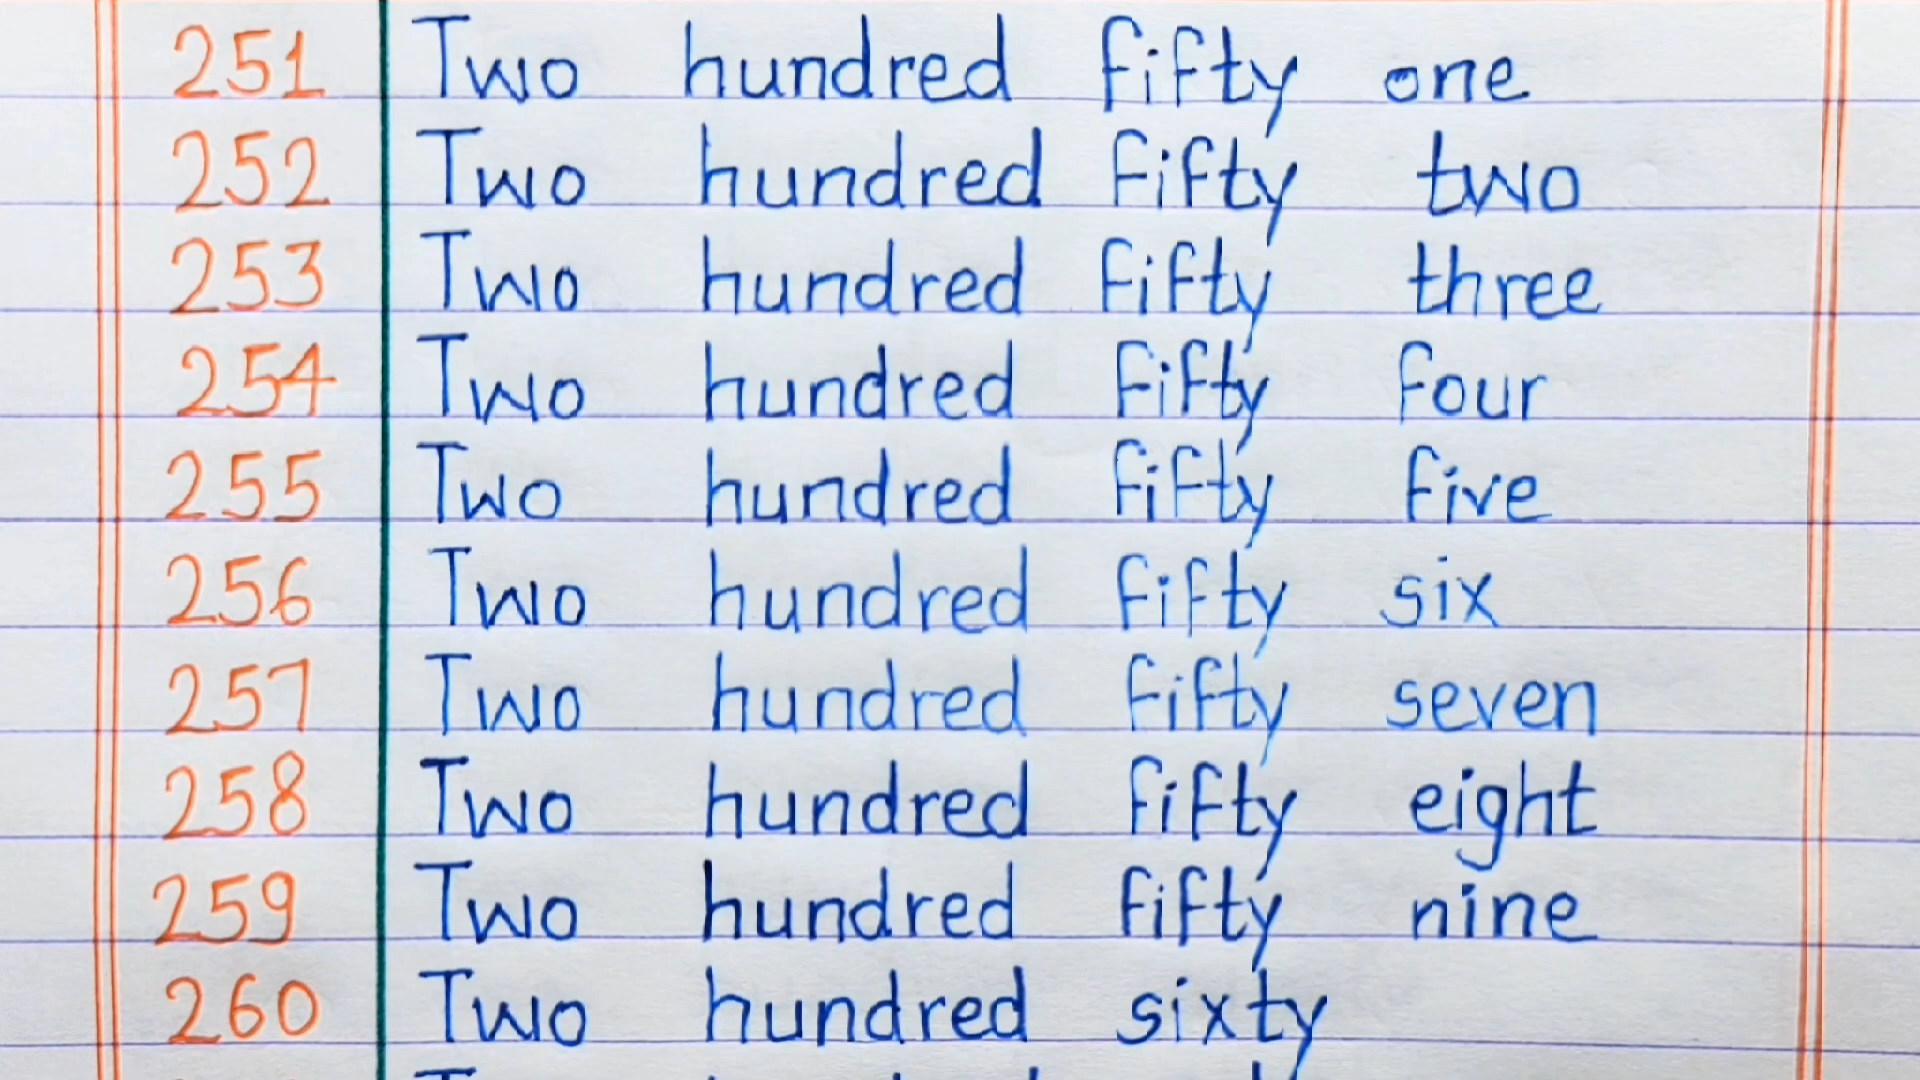 251 Two hundred fifty one
252 Two hundred fifty two
253 Two hundred fifty three
254 Two hundred fifty four
255 Two hundred fifty five
256 Two hundred fifty six
257 Two hundred fifty seven
258 Two hundred fifty eight
259 Two hundred fifty nine
260 Two hundred sixty